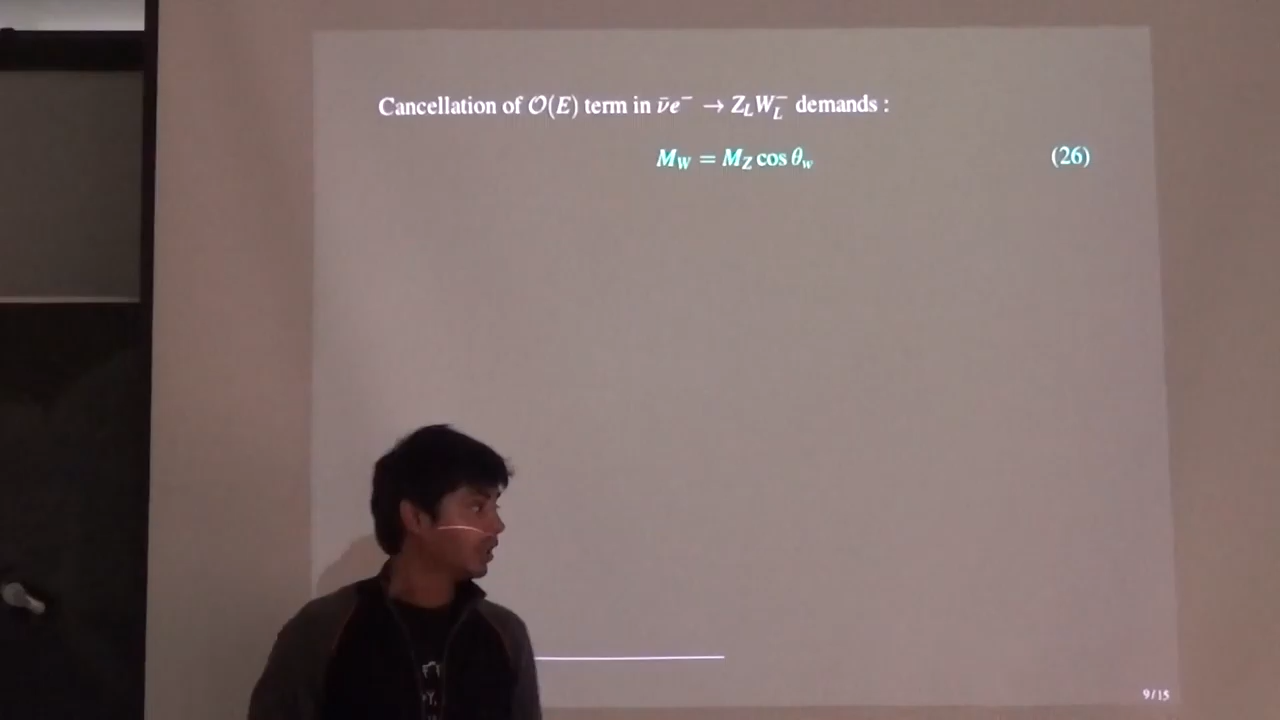 Cancellation of 𝒪(E) term in ν̄e⁻ → Z_L W_L⁻ demands :
M_W = M_Z cos θ_w (26)
9/15